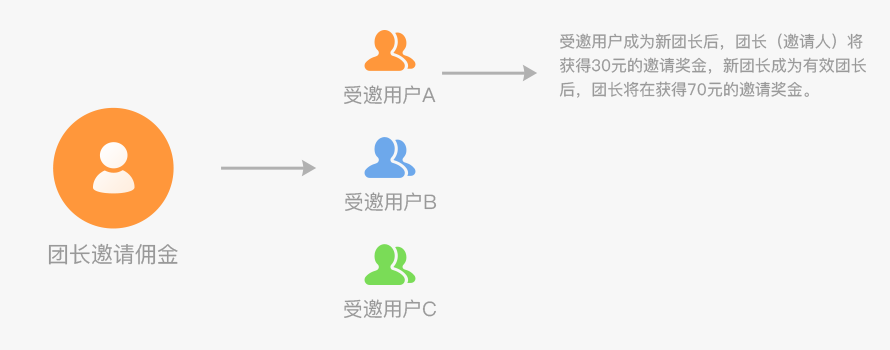 受邀用户A
受邀用户成为新团长后，团长（邀请人）将
获得30元的邀请奖金，新团长成为有效团长
后，团长将在获得70元的邀请奖金。
团长邀请佣金
受邀用户B
受邀用户C